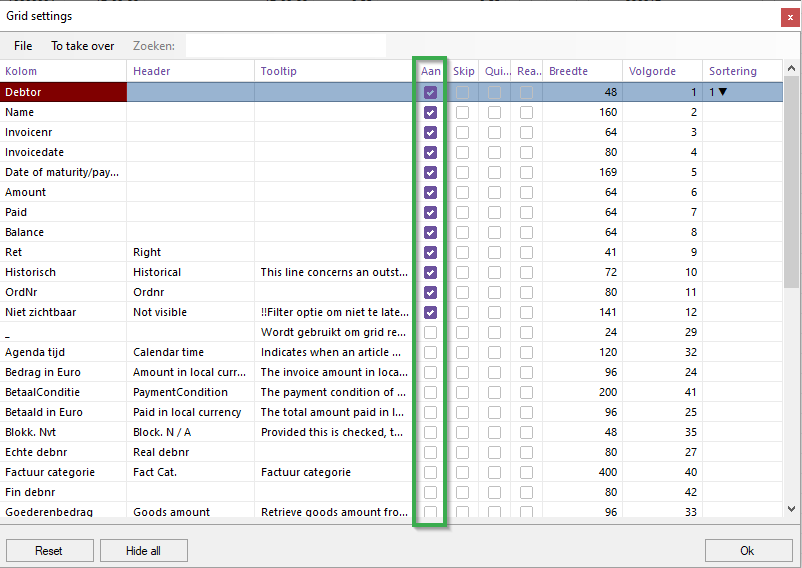 Grid settings
x
File To take over Zoeken:
Kolom Header Tooltip Aan Skip Qui... Rea... Breedte Volgorde Sortering
Debtor 48 1 1 ▼
Name 160 2
Invoicenr 64 3
Invoicedate 80 4
Date of maturity/pay... 169 5
Amount 64 6
Paid 64 7
Balance 64 8
Ret Right 41 9
Historisch Historical This line concerns an outst... 72 10
OrdNr Ordnr 80 11
Niet zichtbaar Not visible !!Filter optie om niet te late... 141 12
_ Wordt gebruikt om grid re... 24 29
Agenda tijd Calendar time Indicates when an article ... 120 32
Bedrag in Euro Amount in local curr... The invoice amount in loca... 96 24
BetaalConditie PaymentCondition The payment condition of ... 200 41
Betaald in Euro Paid in local currency The total amount paid in l... 96 25
Blokk. Nvt Block. N / A Provided this is checked, t... 48 35
Echte debnr Real debnr 80 27
Factuur categorie Fact Cat. Factuur categorie 400 40
Fin debnr 80 42
Goederenbedrag Goods amount Retrieve goods amount fro... 96 33
Reset Hide all Ok